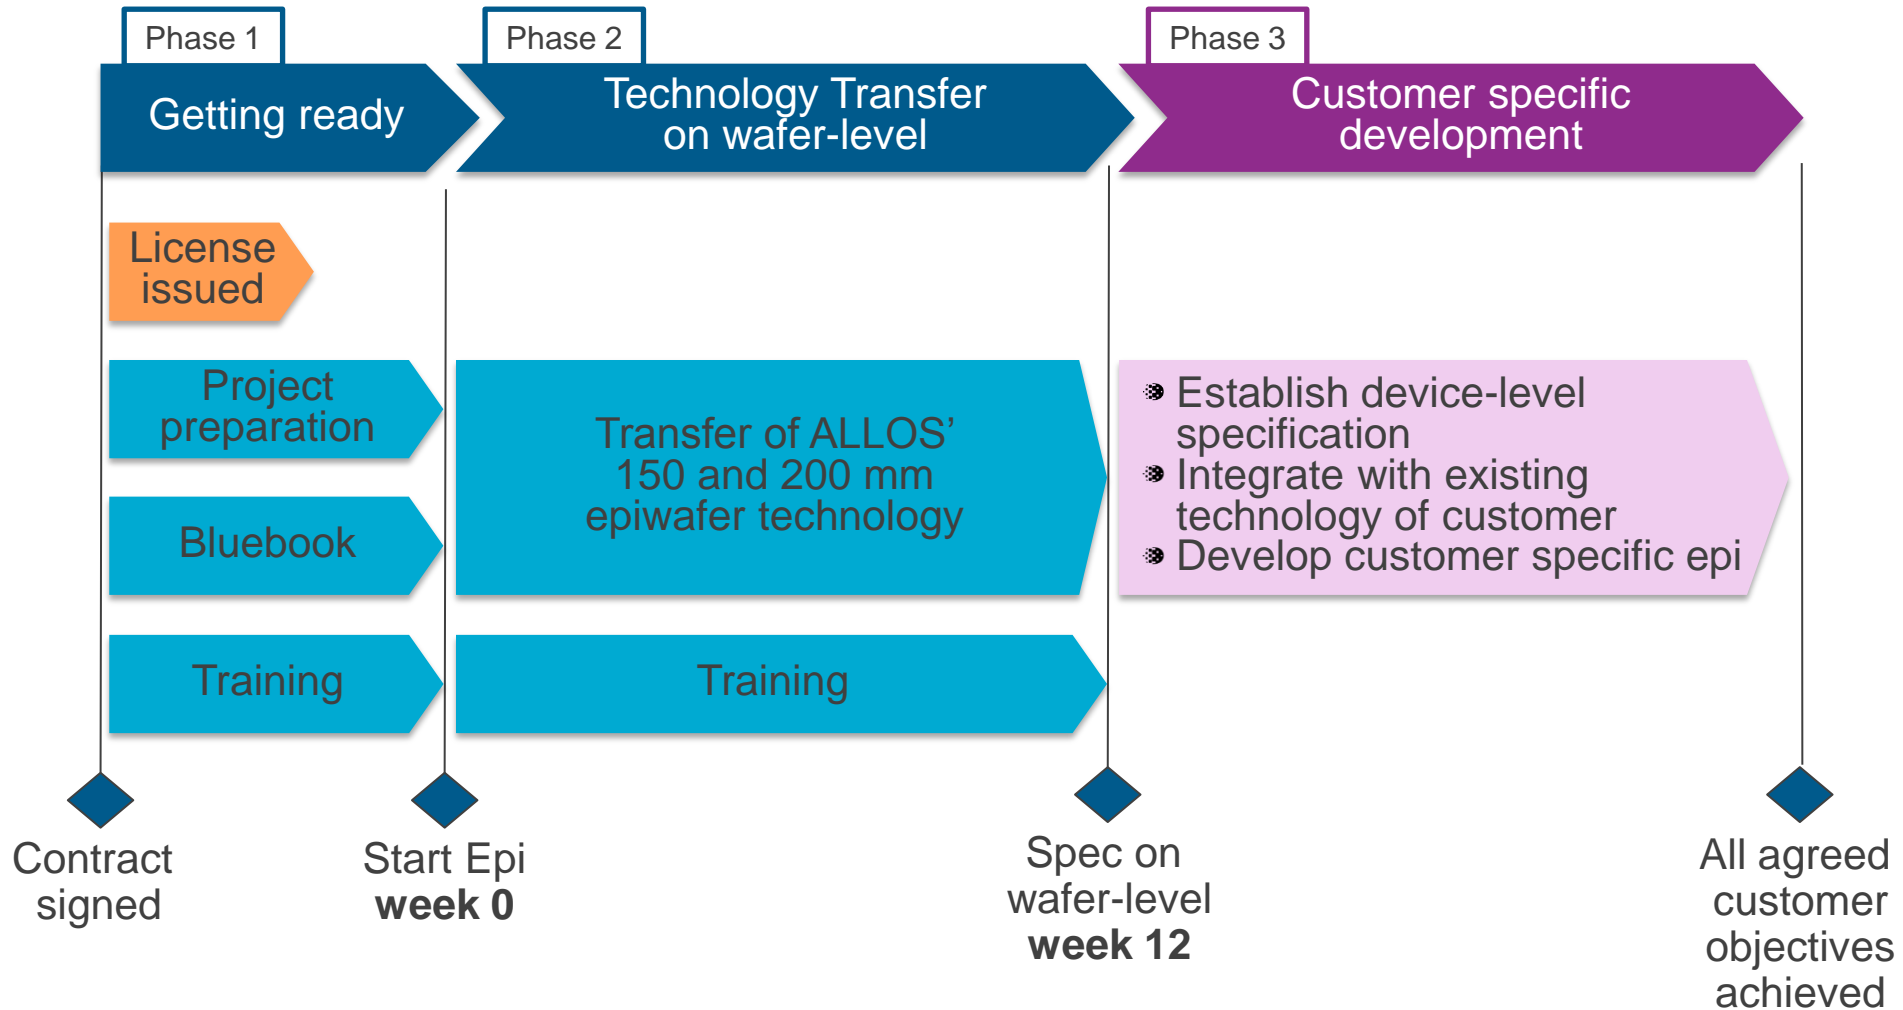 Phase 1
Phase 2
Phase 3
Getting ready
Technology Transfer
on wafer-level
Customer specific
development
License
issued
Project
preparation
Bluebook
Training
Transfer of ALLOS’
150 and 200 mm
epiwafer technology
Training
Establish device-level
specification
Integrate with existing
technology of customer
Develop customer specific epi
Contract
signed
Start Epi
week 0
Spec on
wafer-level
week 12
All agreed
customer
objectives
achieved